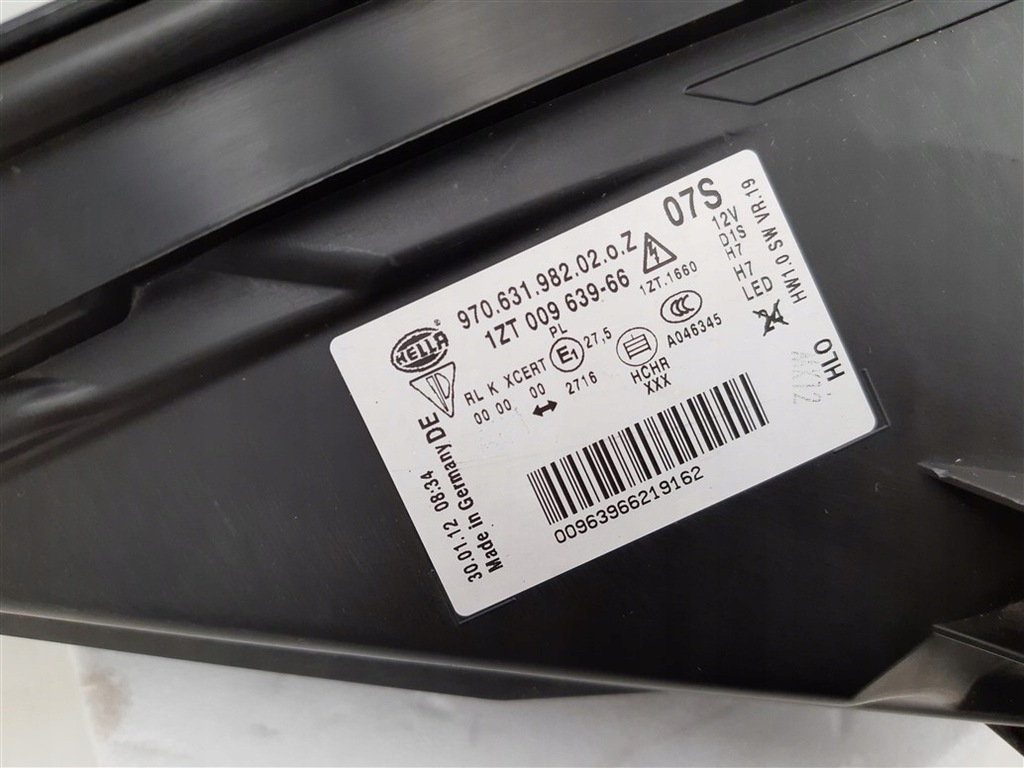 HELLA ®
970.631.982.02.0.Z
1ZT 009 639-66
07S
RL K XCERT
00 00 00
PL
E1 27,5
2716
HCHR
XXX
1ZT.1660
CCC
A046345
12V
D1S
H7
H7
LED
HW1.0 SW VR.19
HLO
30.01.12 08:34
Made in Germany DE
00963966219162